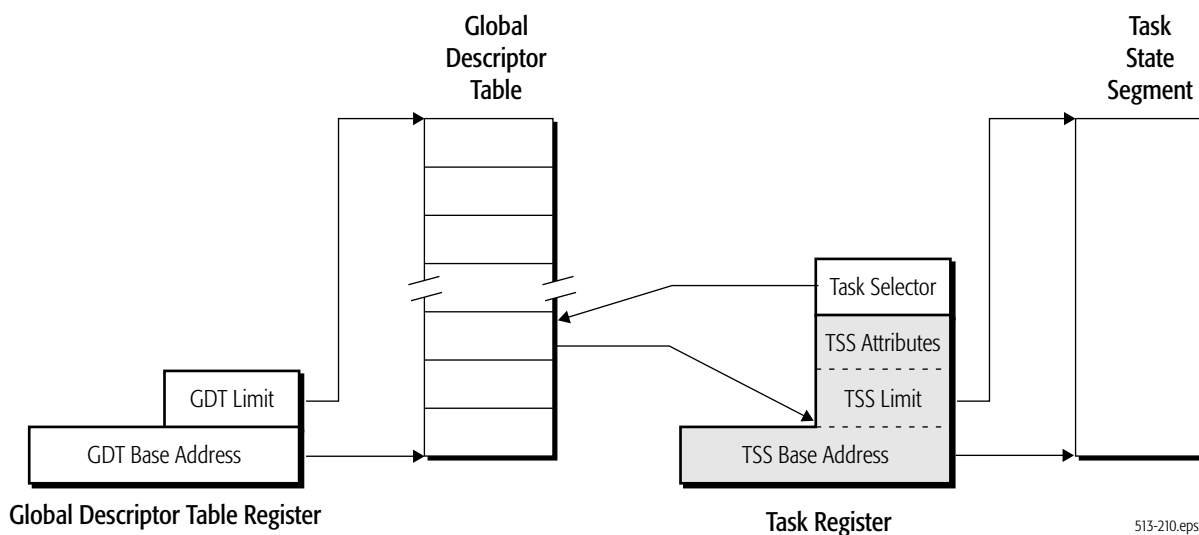 Global
Descriptor
Table
Task
State
Segment
Task Selector
TSS Attributes
GDT Limit
TSS Limit
GDT Base Address
TSS Base Address
Global Descriptor Table Register
Task Register
513-210.eps